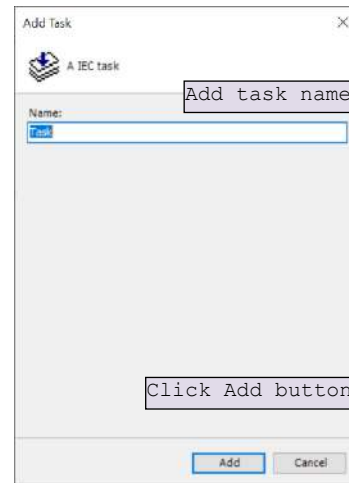 Add Task
A IEC task
Add task name
Name:
Task
Click Add button
Add
Cancel